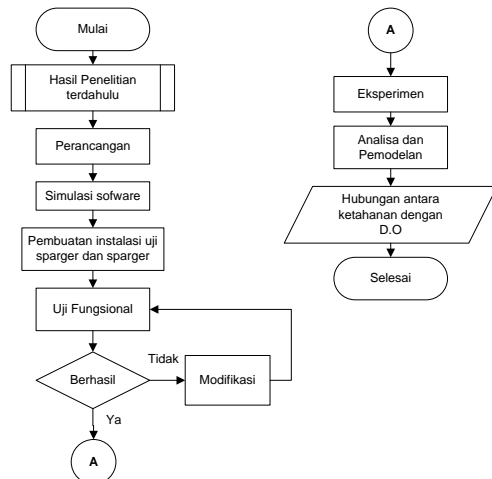 Mulai
Hasil Penelitian
terdahulu
Perancangan
Simulasi sofware
Pembuatan instalasi uji
sparger dan sparger
Uji Fungsional
Berhasil
Tidak
Modifikasi
Ya
A
A
Eksperimen
Analisa dan
Pemodelan
Hubungan antara
ketahanan dengan
D.O
Selesai